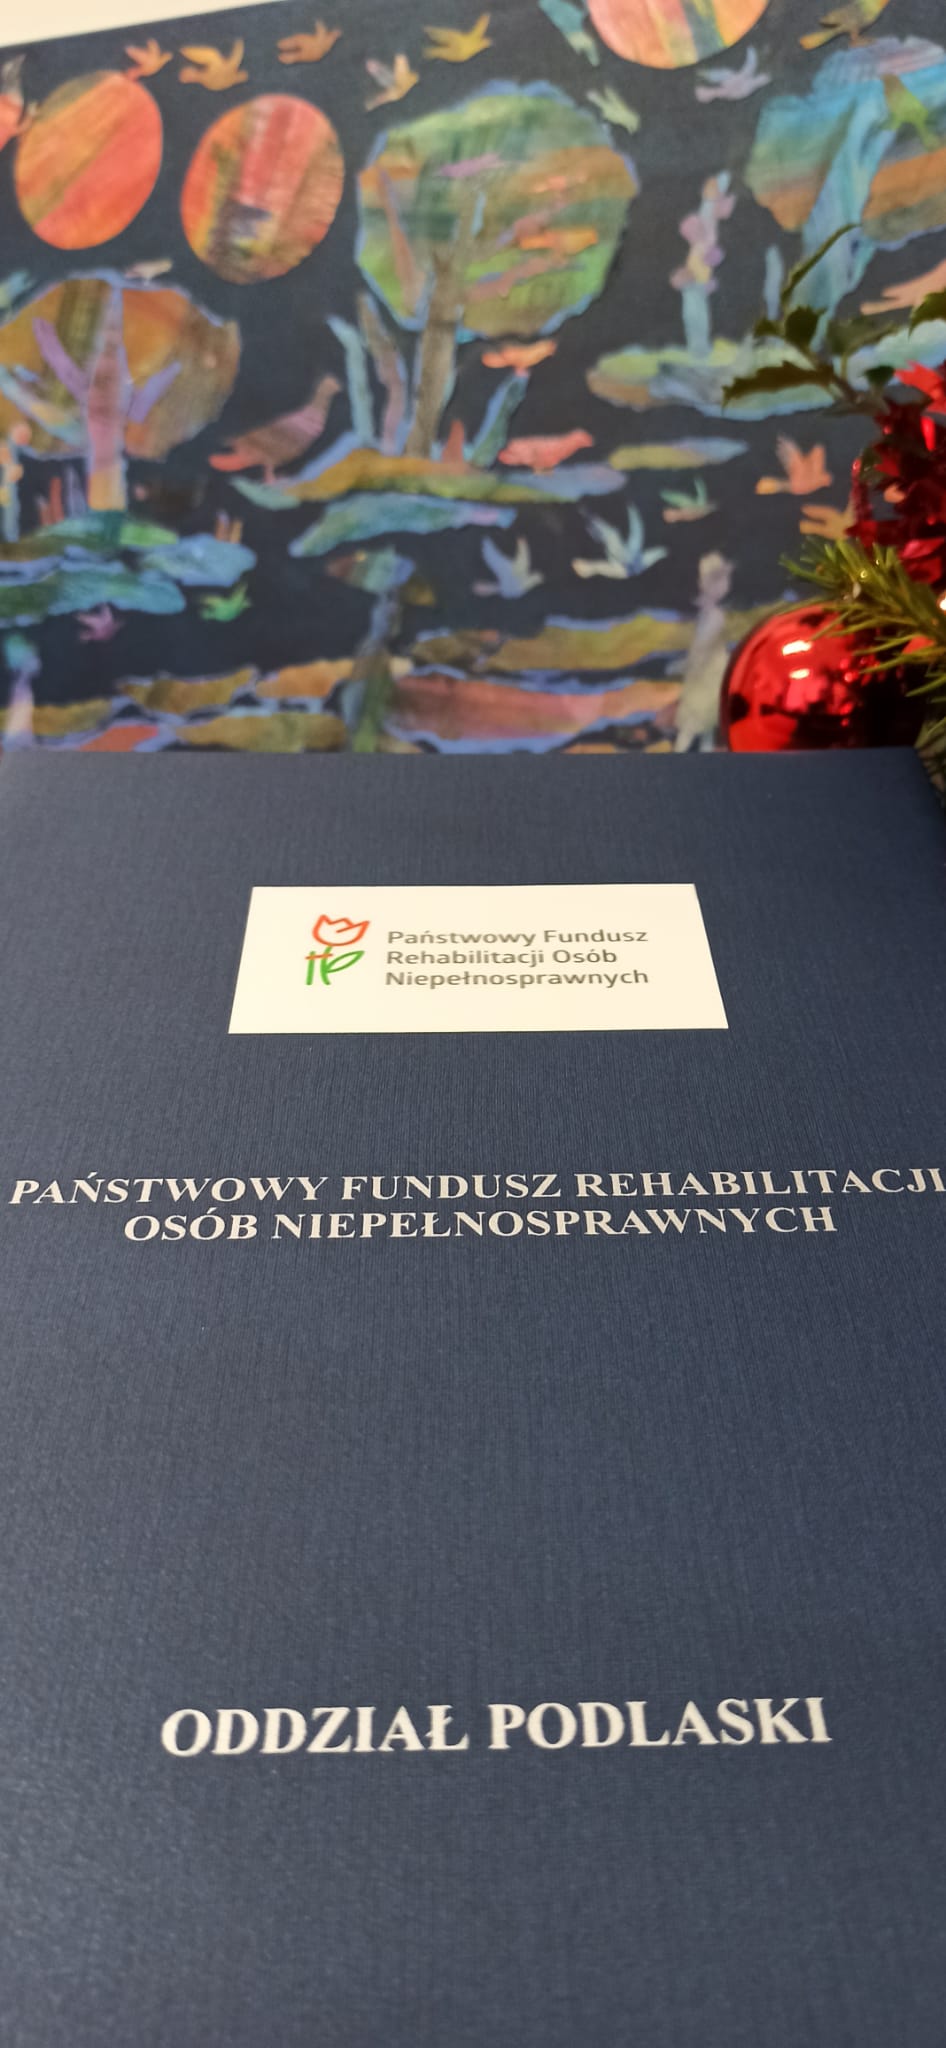 Państwowy Fundusz
Rehabilitacji Osób
Niepełnosprawnych
PAŃSTWOWY FUNDUSZ REHABILITACJI
OSÓB NIEPEŁNOSPRAWNYCH
ODDZIAŁ PODLASKI